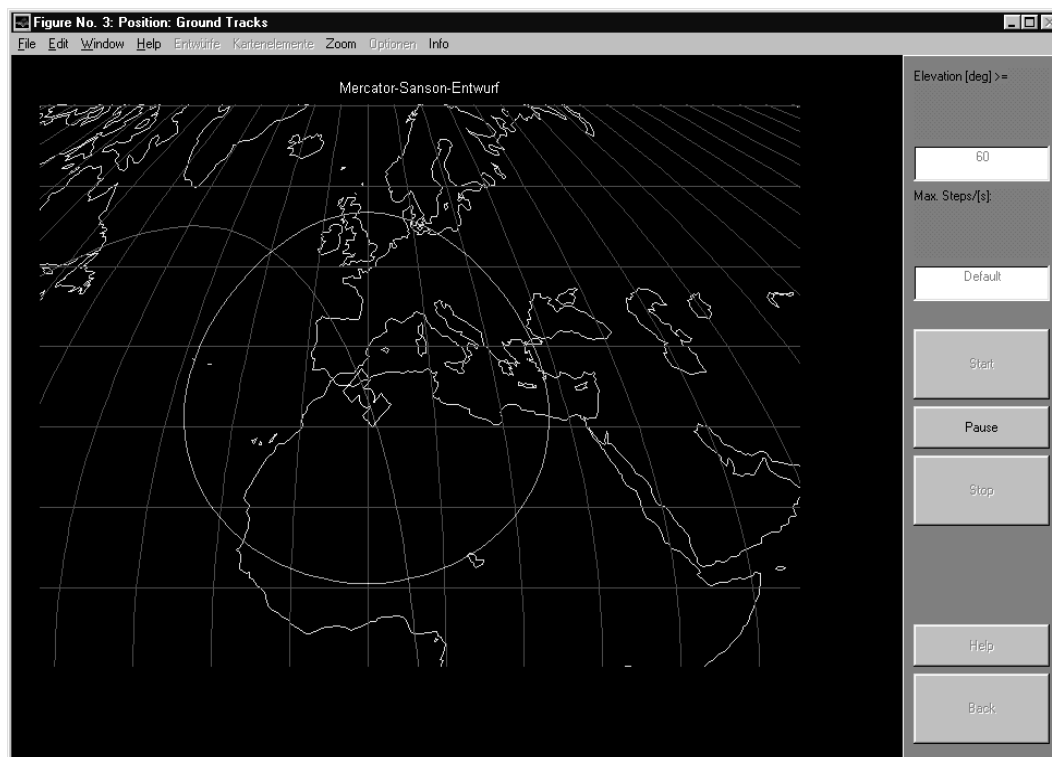 Figure No. 3: Position: Ground Tracks
File Edit Window Help Entwürfe Kartenelemente Zoom Optionen Info
Mercator-Sanson-Entwurf
Elevation [deg] >=
60
Max. Steps/[s]:
Default
Start
Pause
Stop
Help
Back